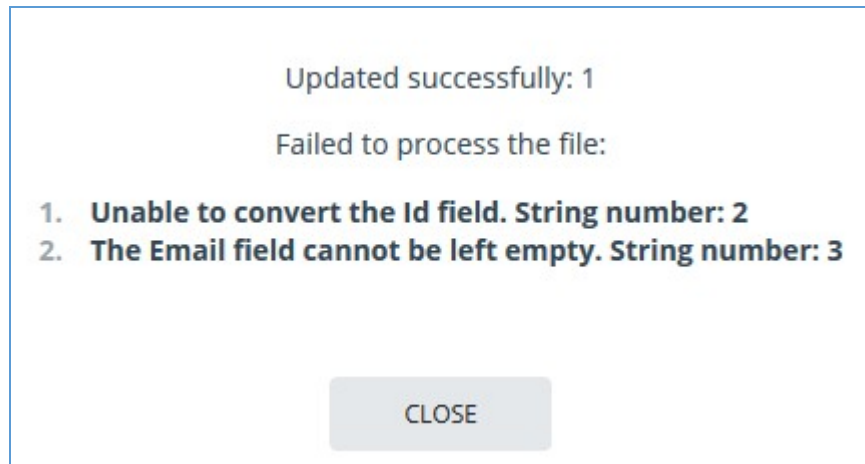 Updated successfully: 1
Failed to process the file:
1. Unable to convert the Id field. String number: 2
2. The Email field cannot be left empty. String number: 3
CLOSE